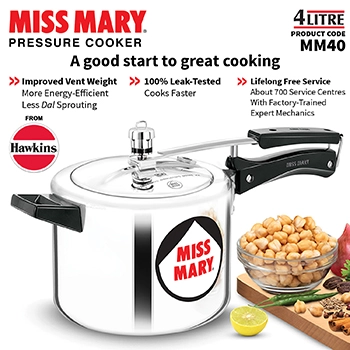 MISS MARY®
PRESSURE COOKER
4 LITRE
PRODUCT CODE
MM40
A good start to great cooking
Improved Vent Weight
More Energy-Efficient
Less Dal Sprouting
100% Leak-Tested
Cooks Faster
Lifelong Free Service
About 700 Service Centres
With Factory-Trained
Expert Mechanics
FROM
Hawkins
MISS MARY
MISS
MARY®